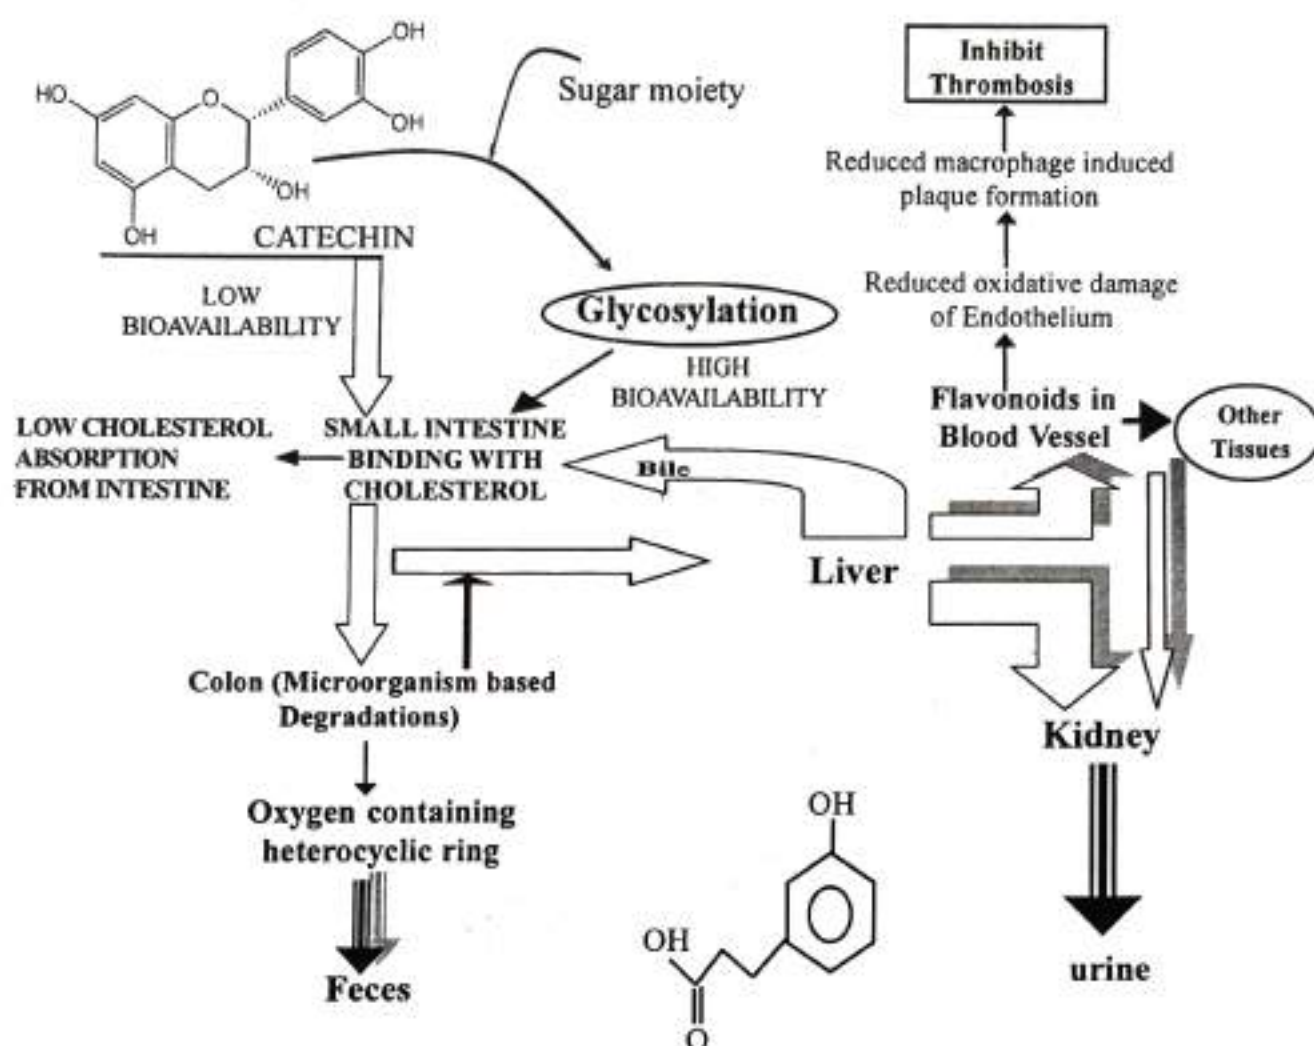 OH
HO
O
OH
OH
OH
CATECHIN
Sugar moiety
LOW
BIOAVAILABILITY
Glycosylation
HIGH
BIOAVAILABILITY
Inhibit
Thrombosis
Reduced macrophage induced
plaque formation
Reduced oxidative damage
of Endothelium
Flavonoids in
Blood Vessel
Other
Tissues
LOW CHOLESTEROL
ABSORPTION
FROM INTESTINE
SMALL INTESTINE
BINDING WITH
CHOLESTEROL
Bile
Liver
Colon (Microorganism based
Degradations)
Kidney
Oxygen containing
heterocyclic ring
Feces
OH
OH
O
urine